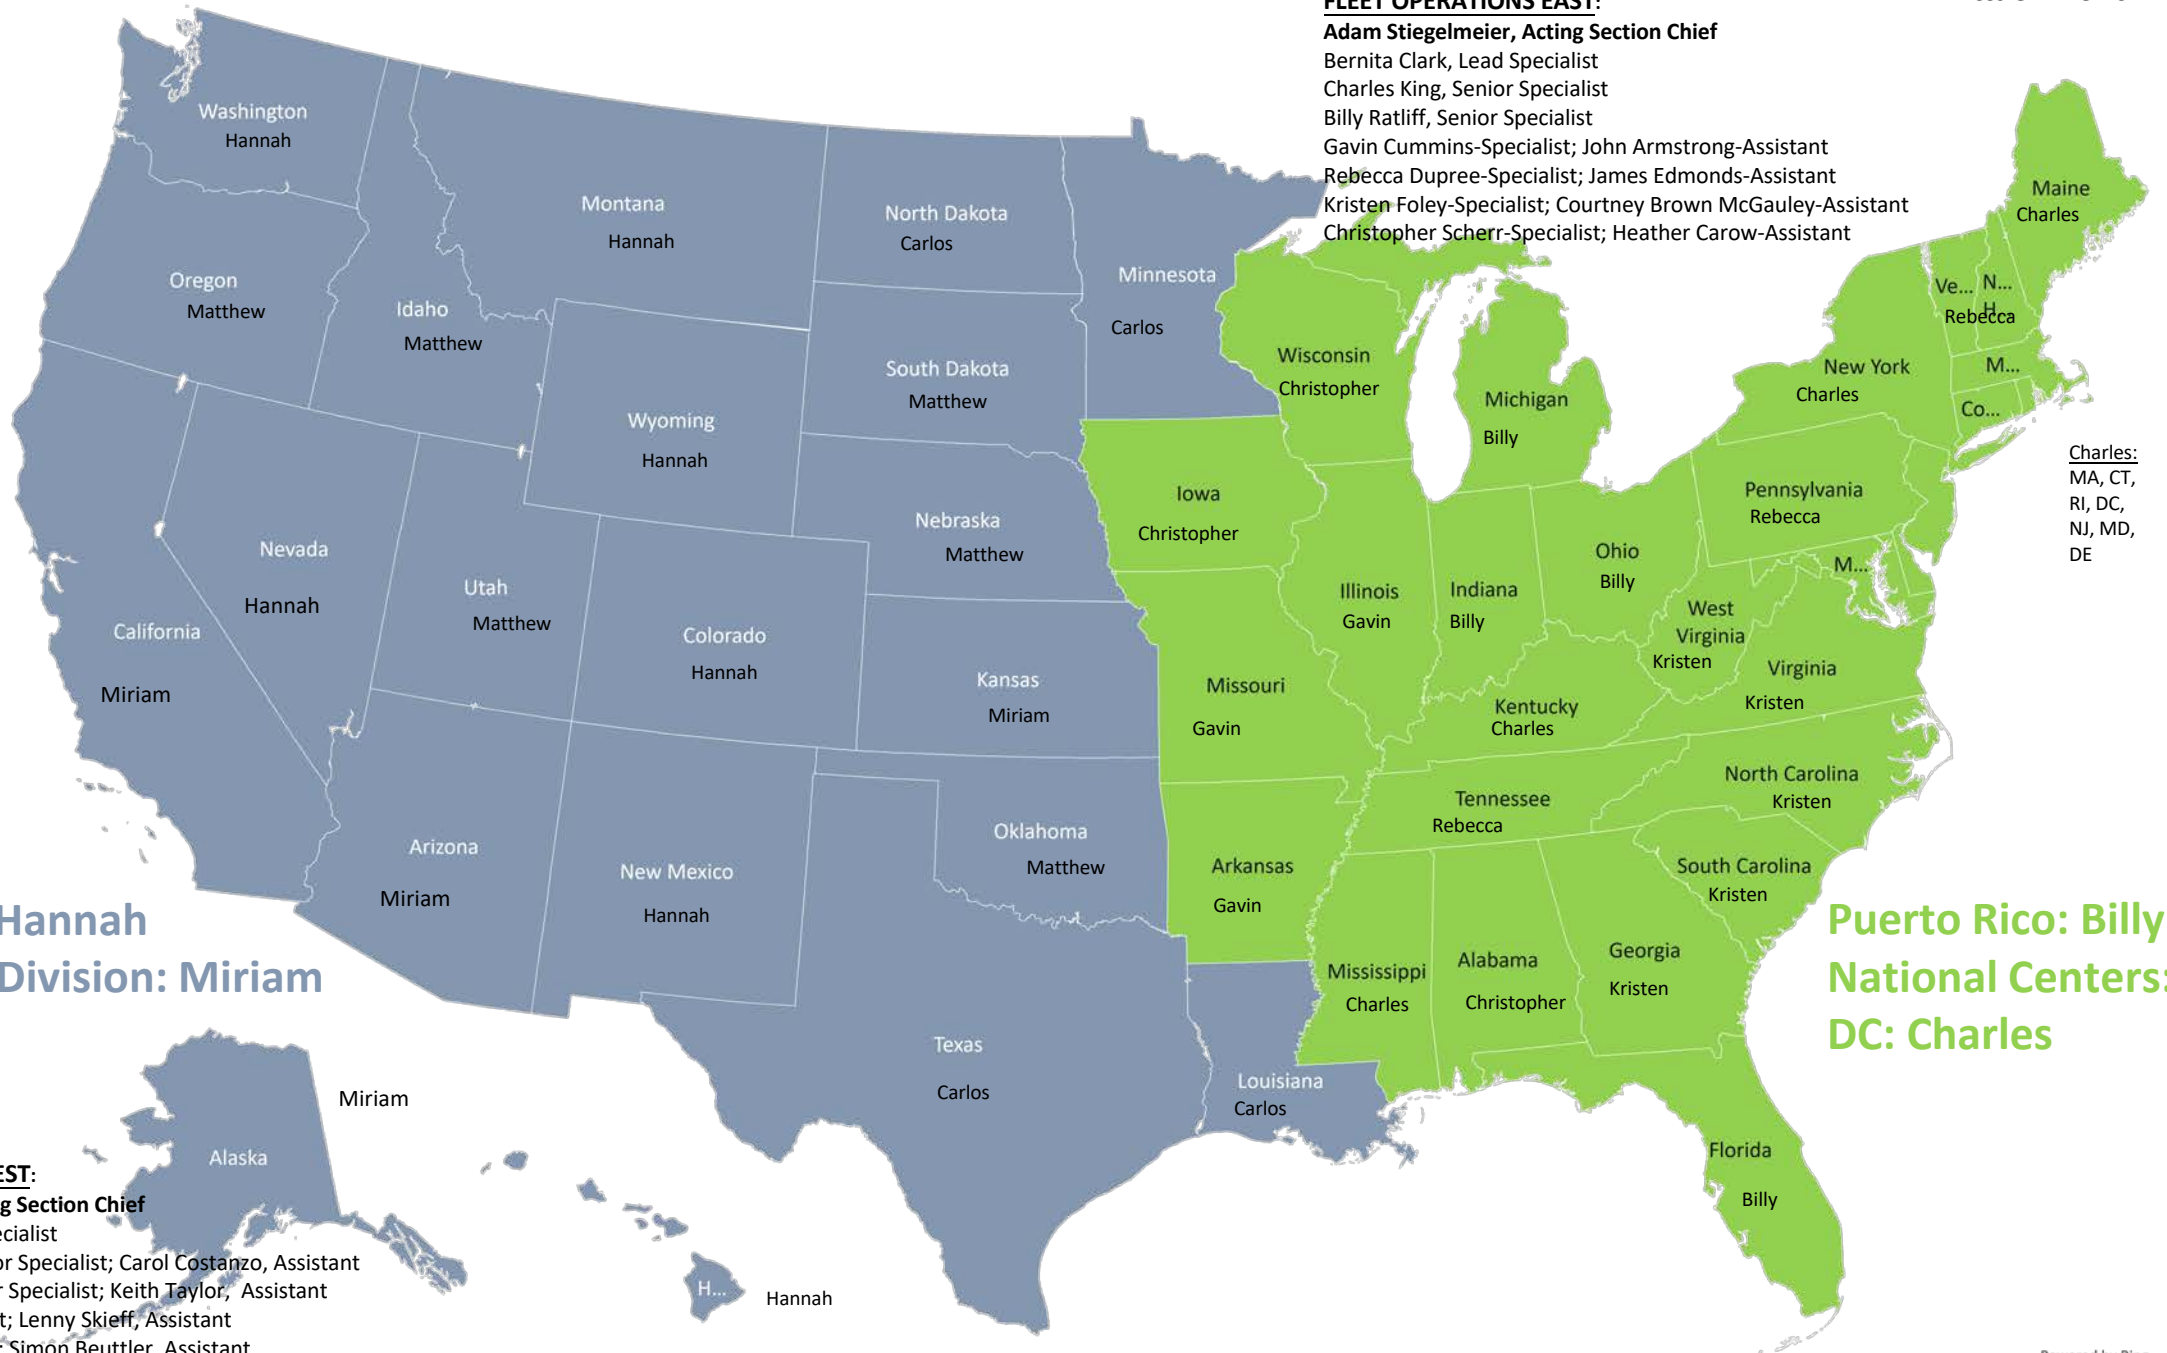 FLEET OPERATIONS EAST:
Adam Stiegelmeier, Acting Section Chief
Bernita Clark, Lead Specialist
Charles King, Senior Specialist
Billy Ratliff, Senior Specialist
Gavin Cummins-Specialist; John Armstrong-Assistant
Rebecca Dupree-Specialist; James Edmonds-Assistant
Kristen Foley-Specialist; Courtney Brown McGauley-Assistant
Christopher Scherr-Specialist; Heather Carow-Assistant
Washington
Hannah
Montana
Hannah
North Dakota
Carlos
Minnesota
Carlos
Maine
Charles
Oregon
Matthew
Idaho
Matthew
Wyoming
Hannah
South Dakota
Matthew
Wisconsin
Christopher
Michigan
Billy
New York
Charles
Ve...
N...
H...
Rebecca
M...
Co...
Charles:
MA, CT,
RI, DC,
NJ, MD,
DE
Nevada
Hannah
Utah
Matthew
Nebraska
Matthew
Iowa
Christopher
Illinois
Gavin
Indiana
Billy
Ohio
Billy
Pennsylvania
Rebecca
M...
West
Virginia
Kristen
Virginia
Kristen
California
Miriam
Colorado
Hannah
Kansas
Miriam
Missouri
Gavin
Kentucky
Charles
North Carolina
Kristen
Tennessee
Rebecca
Arizona
Miriam
New Mexico
Hannah
Oklahoma
Matthew
Arkansas
Gavin
South Carolina
Kristen
Mississippi
Charles
Alabama
Christopher
Georgia
Kristen
Texas
Carlos
Louisiana
Carlos
Florida
Billy
Hannah
Division: Miriam
Puerto Rico: Billy
National Centers:
DC: Charles
Alaska
Miriam
H...
Hannah
EST:
g Section Chief
ecialist
or Specialist; Carol Costanzo, Assistant
r Specialist; Keith Taylor, Assistant
t; Lenny Skieff, Assistant
; Simon Beuttler, Assistant